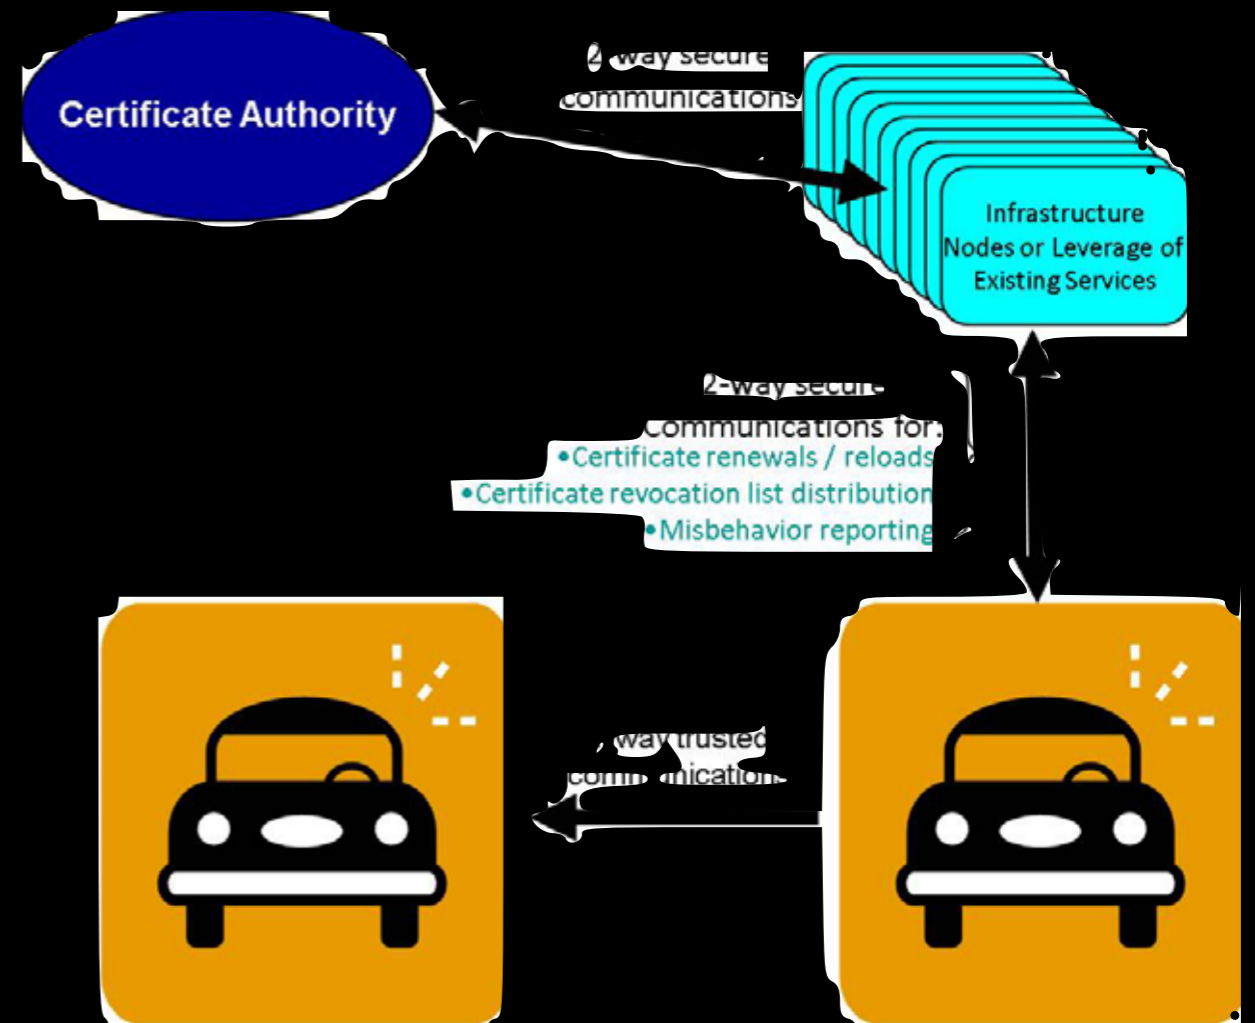 Certificate Authority
2-way secure
communications
Infrastructure
Nodes or Leverage of
Existing Services
2-way secure
Communications for:
•Certificate renewals / reloads
•Certificate revocation list distribution
•Misbehavior reporting
way trusted
communications